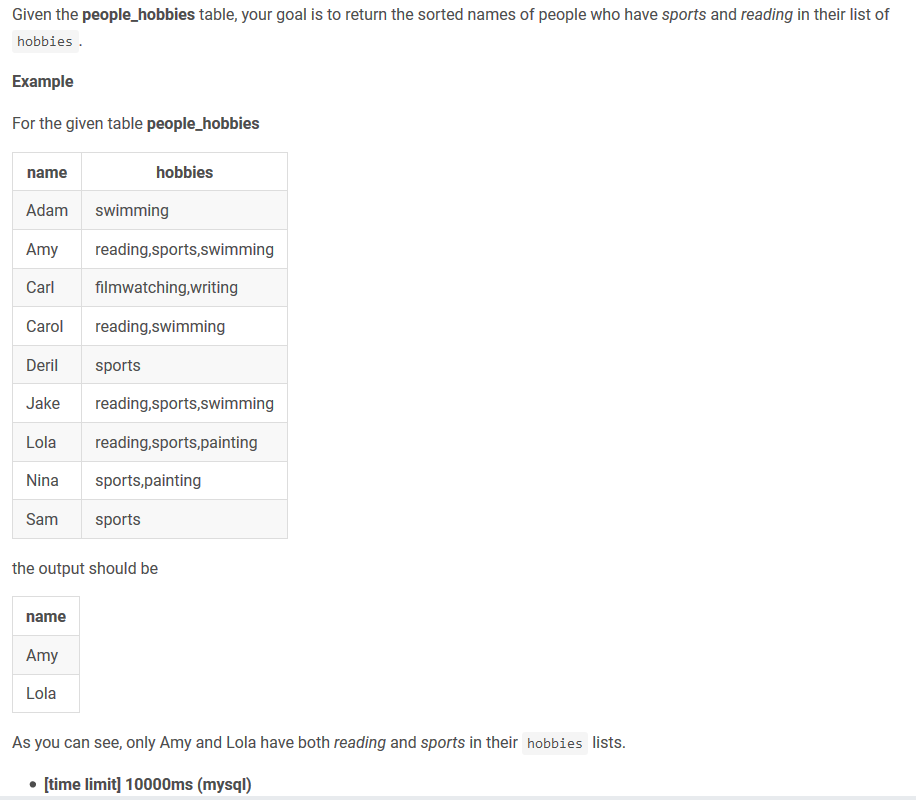 Given the people_hobbies table, your goal is to return the sorted names of people who have sports and reading in their list of
hobbies .
Example
For the given table people_hobbies
name hobbies
Adam swimming
Amy reading,sports,swimming
Carl filmwatching,writing
Carol reading,swimming
Deril sports
Jake reading,sports,swimming
Lola reading,sports,painting
Nina sports,painting
Sam sports
the output should be
name
Amy
Lola
As you can see, only Amy and Lola have both reading and sports in their hobbies lists.
• [time limit] 10000ms (mysql)